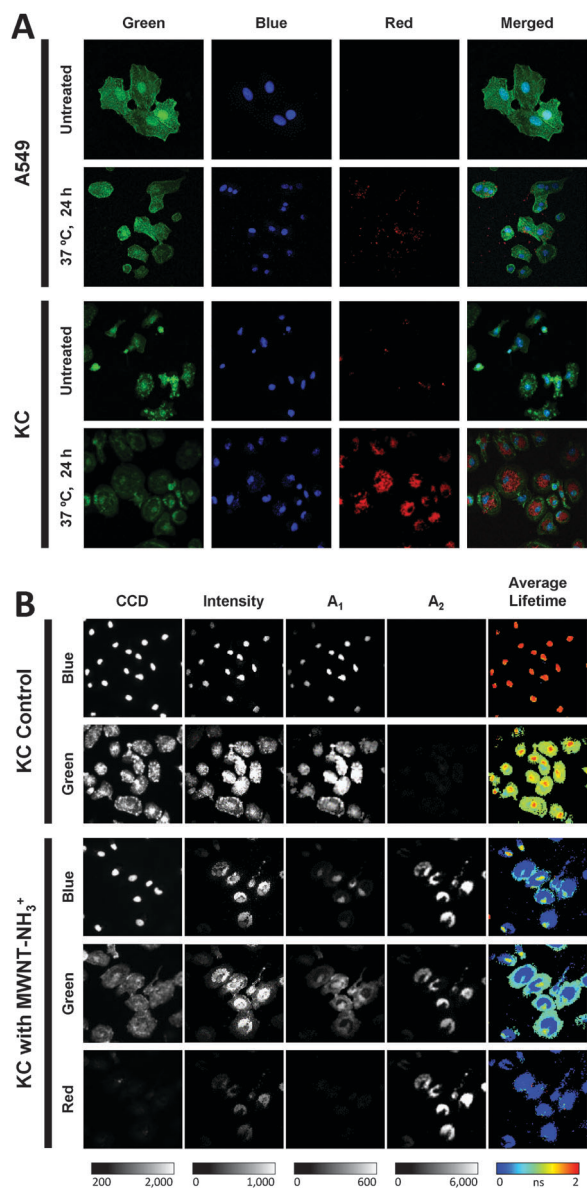 A
Green Blue Red Merged
A549
Untreated
37 ºC, 24 h
KC
Untreated
37 ºC, 24 h
B
CCD Intensity A₁ A₂ Average Lifetime
KC Control
Blue
Green
KC with MWNT-NH₃⁺
Blue
Green
Red
200 2,000 0 1,000 0 600 0 6,000 0 ns 2